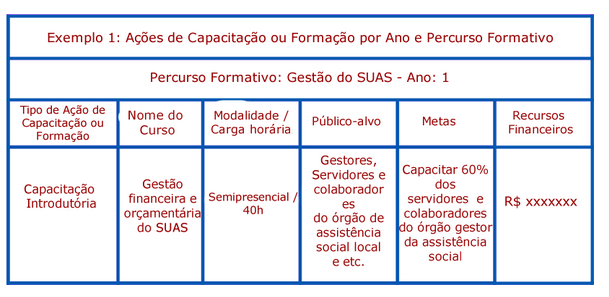 Exemplo 1: Ações de Capacitação ou Formação por Ano e Percurso Formativo
Percurso Formativo: Gestão do SUAS - Ano: 1
Tipo de Ação de
Capacitação ou
Formação
Nome do
Curso
Modalidade /
Carga horária
Público-alvo
Metas
Recursos
Financeiros
Capacitação
Introdutória
Gestão
financeira e
orçamentária
do SUAS
Semipresencial /
40h
Gestores,
Servidores e
colaborador
es
do órgão de
assistência
social local
e etc.
Capacitar 60%
dos
servidores e
colaboradores
do órgão gestor
da assistência
social
R$ xxxxxxx